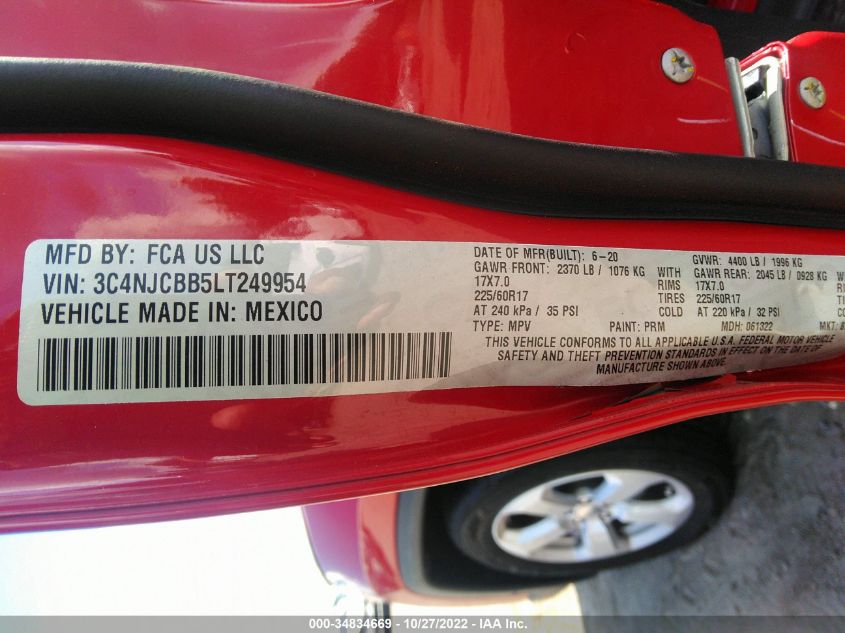 MFD BY: FCA US LLC
VIN: 3C4NJCBB5LT249954
VEHICLE MADE IN: MEXICO
DATE OF MFR(BUILT): 6-20 GVWR: 4400 LB / 1996 KG
GAWR FRONT: 2370 LB / 1076 KG WITH GAWR REAR: 2045 LB / 0928 KG
17X7.0 RIMS 17X7.0
225/60R17 TIRES 225/60R17
AT 240 kPa / 35 PSI COLD AT 220 kPa / 32 PSI
TYPE: MPV PAINT: PRM MDH: 061322 MKT:
THIS VEHICLE CONFORMS TO ALL APPLICABLE U.S.A. FEDERAL MOTOR VEHICLE
SAFETY AND THEFT PREVENTION STANDARDS IN EFFECT ON THE DATE OF
MANUFACTURE SHOWN ABOVE.
000-34834669 - 10/27/2022 - IAA Inc.